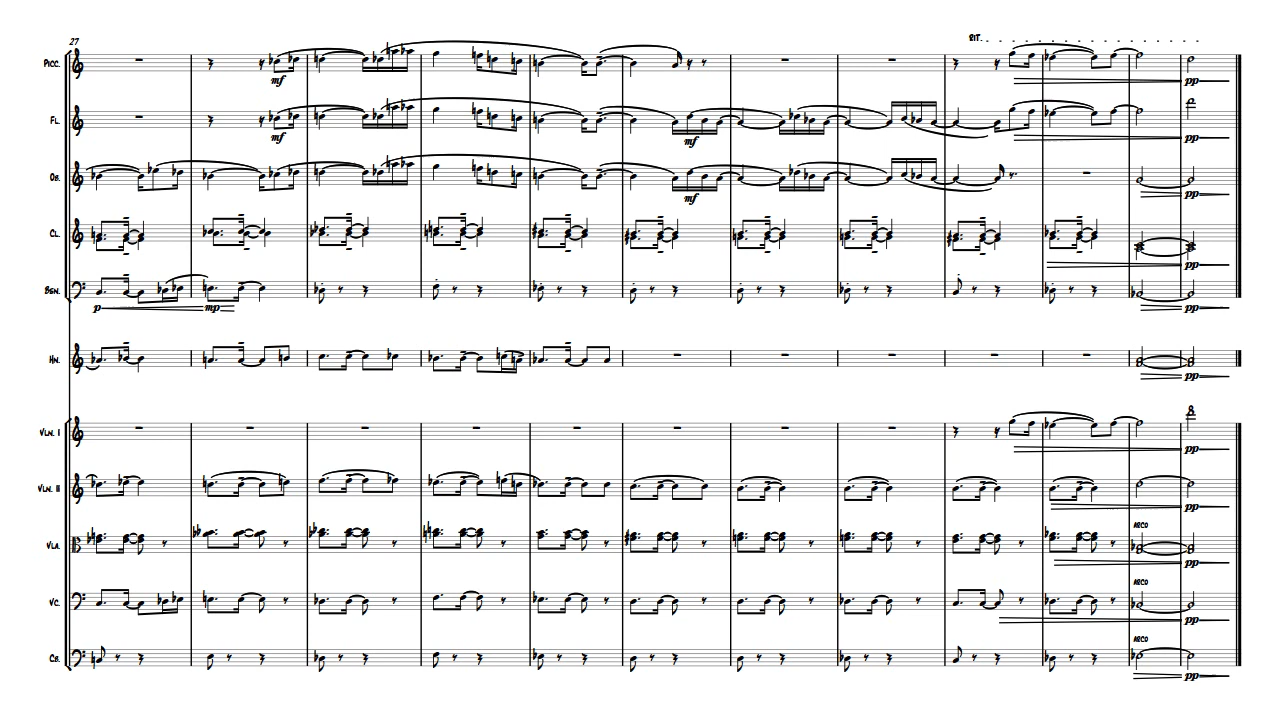 27
RIT.
PICC.
mf
pp
FL.
mf
mf
pp
OB.
mf
pp
CL.
pp
BSN.
p
mp
pp
HN.
pp
VLN. I
pp
VLN. II
pp
ARCO
VLA.
pp
ARCO
VC.
pp
ARCO
CB.
pp